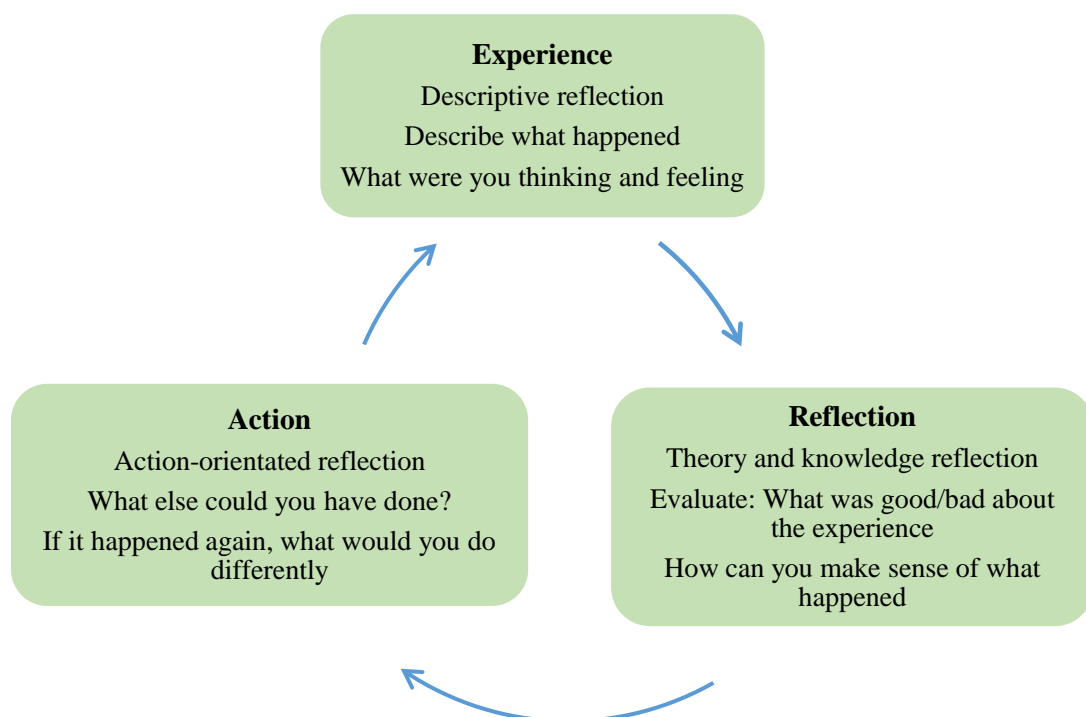 Experience
Descriptive reflection
Describe what happened
What were you thinking and feeling
Action
Action-orientated reflection
What else could you have done?
If it happened again, what would you do
differently
Reflection
Theory and knowledge reflection
Evaluate: What was good/bad about
the experience
How can you make sense of what
happened